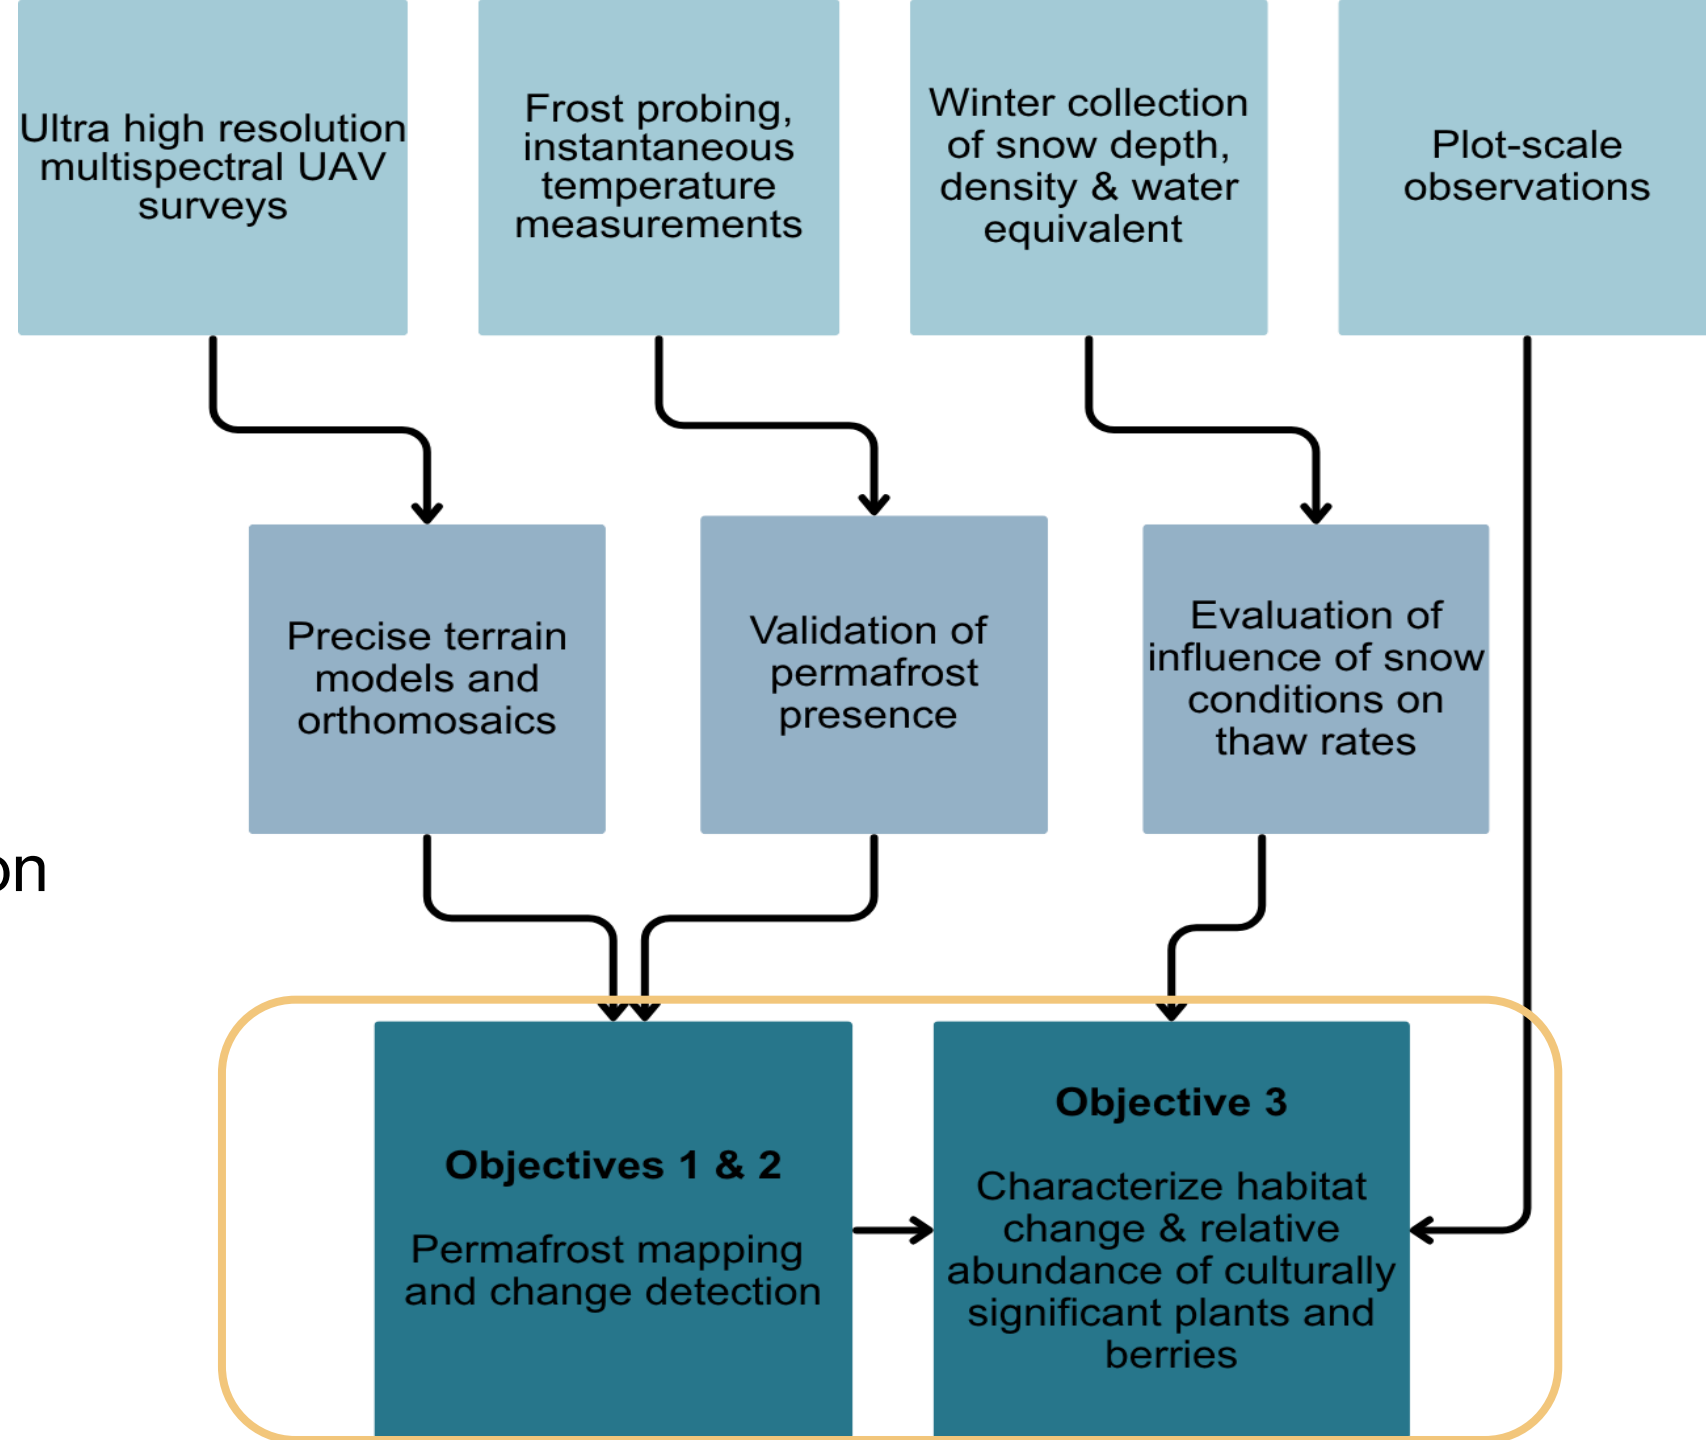 Ultra high resolution
multispectral UAV
surveys
Frost probing,
instantaneous
temperature
measurements
Winter collection
of snow depth,
density & water
equivalent
Plot-scale
observations
Precise terrain
models and
orthomosaics
Validation of
permafrost
presence
Evaluation of
influence of snow
conditions on
thaw rates
on
Objectives 1 & 2
Permafrost mapping
and change detection
Objective 3
Characterize habitat
change & relative
abundance of culturally
significant plants and
berries